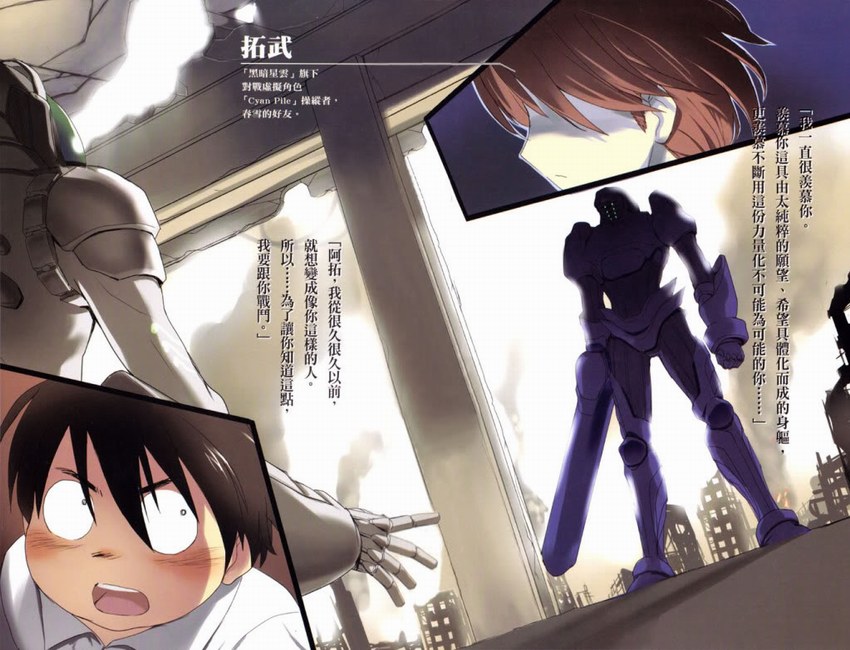 拓武
「黑暗星雲」旗下
對戰虛擬角色
「Cyan Pile」操縱者，
春雪的好友。
「我一直很羨慕你。
羨慕你這具由太純粹的願望、希望具體化而成的身軀，
更羨慕不斷用這份力量化不可能為可能的你……」
「阿拓，我從很久很久以前，
就想變成像你這樣的人。
所以……為了讓你知道這點，
我要跟你戰鬥。」